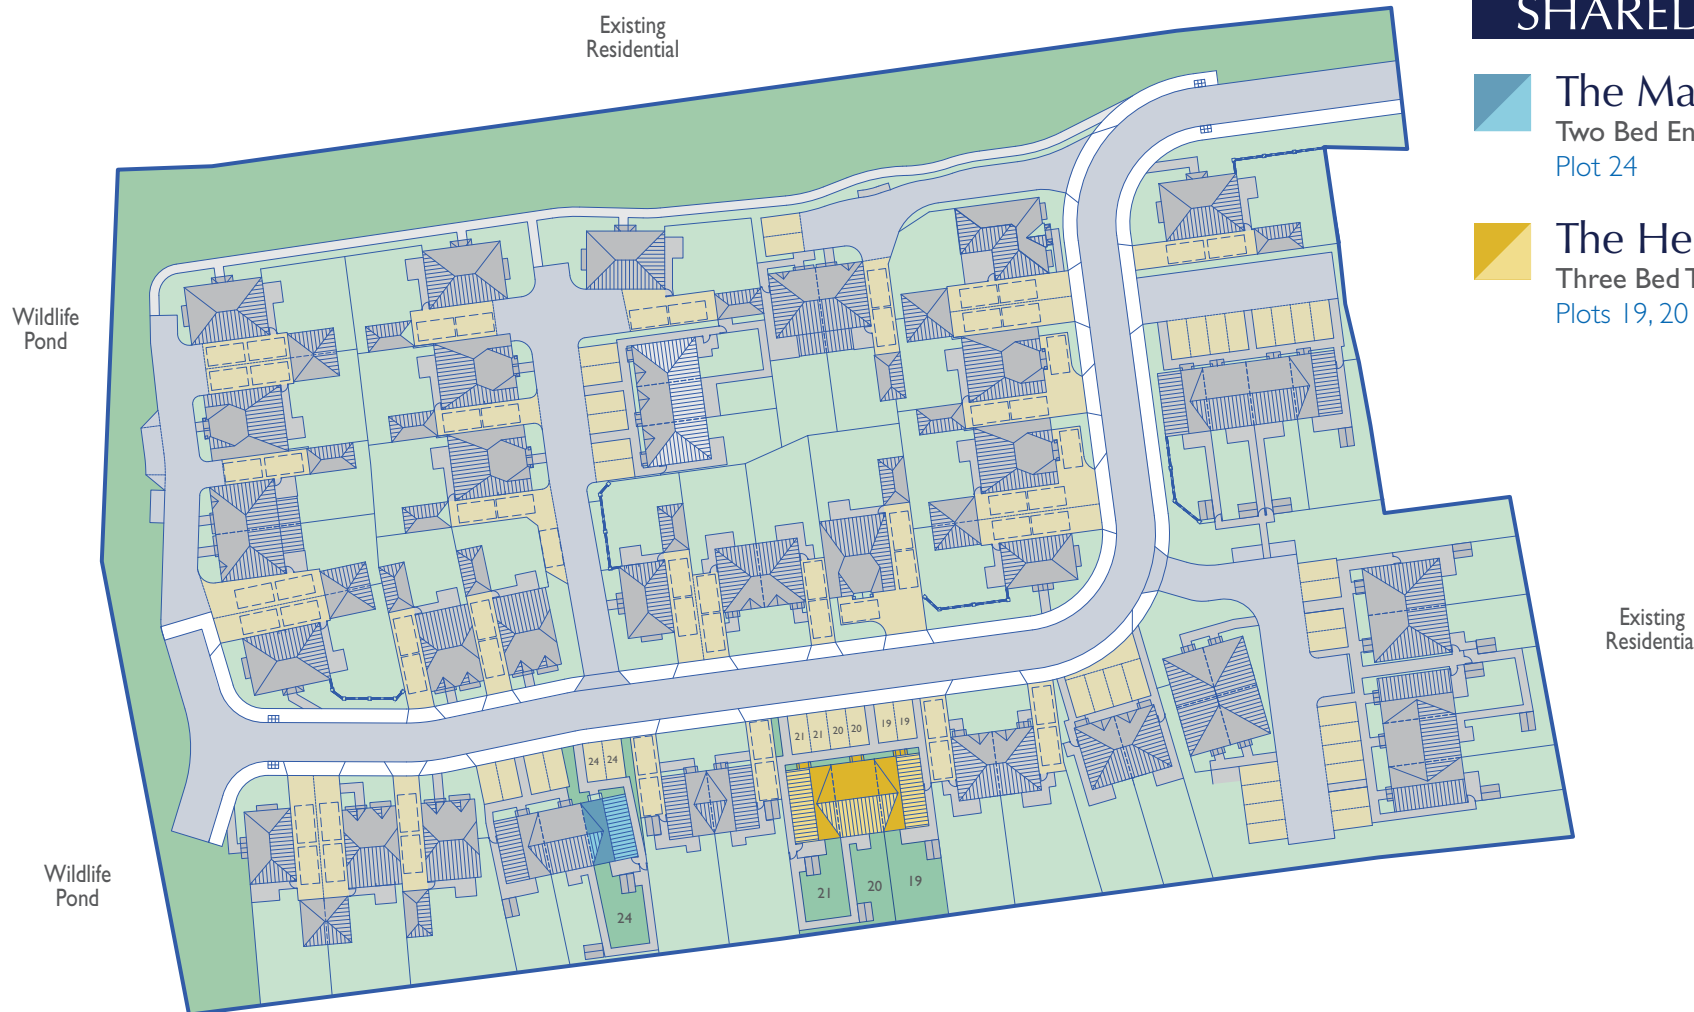 Existing
Residential
SHARED
The Ma
Two Bed En
Plot 24
The He
Three Bed T
Plots 19, 20
Wildlife
Pond
Existing
Residentia
24 24
21 21 20 20 19 19
24
21
20
19
Wildlife
Pond